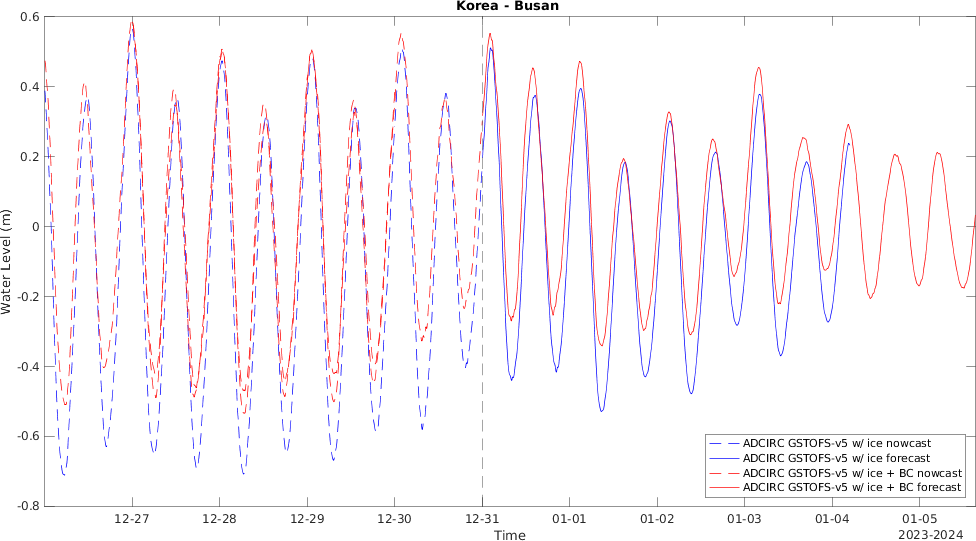 Korea - Busan
0.6
0.4
0.2
0
-0.2
-0.4
-0.6
-0.8
Water Level (m)
12-27 12-28 12-29 12-30 12-31 01-01 01-02 01-03 01-04 01-05
Time
2023-2024
ADCIRC GSTOFS-v5 w/ ice nowcast
ADCIRC GSTOFS-v5 w/ ice forecast
ADCIRC GSTOFS-v5 w/ ice + BC nowcast
ADCIRC GSTOFS-v5 w/ ice + BC forecast